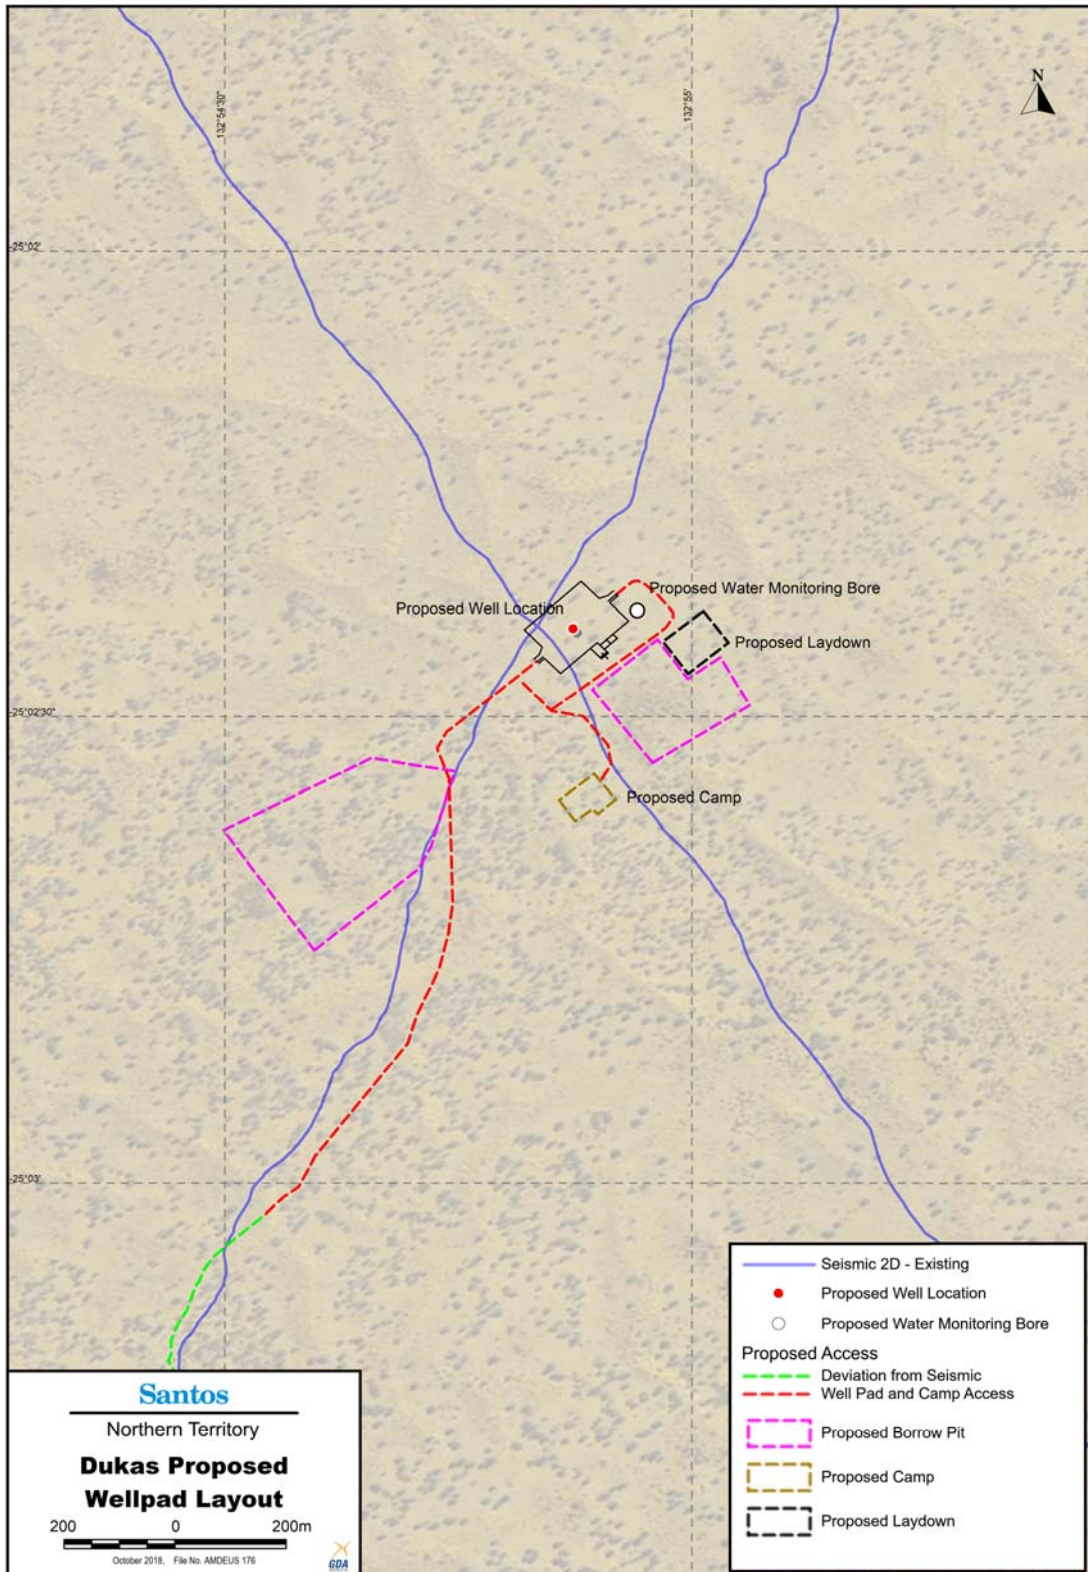 132°54'30"
132°55'
N
-25°02'
Proposed Water Monitoring Bore
Proposed Well Location
Proposed Laydown
-25°02'30"
Proposed Camp
-25°03'
Seismic 2D - Existing
Proposed Well Location
Proposed Water Monitoring Bore
Proposed Access
Deviation from Seismic
Well Pad and Camp Access
Proposed Borrow Pit
Proposed Camp
Proposed Laydown
Santos
Northern Territory
Dukas Proposed
Wellpad Layout
200 0 200m
October 2018, File No. AMDEUS 176
GDA